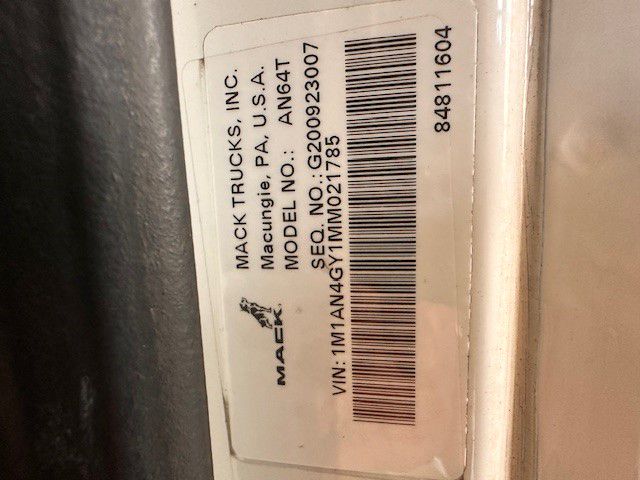 MACK TRUCKS, INC.
Macungie, PA, U.S.A.
MODEL NO.: AN64T
SEQ. NO.: G200923007
MACK
VIN: 1M1AN4GY1MM021785
84811604